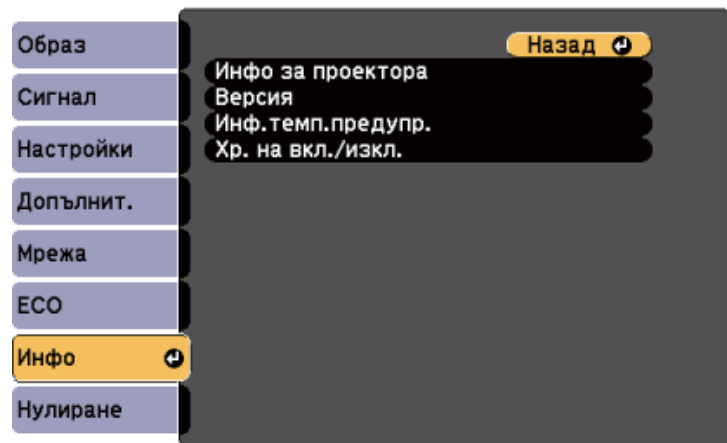 Образ
Сигнал
Настройки
Допълнит.
Мрежа
ECO
Инфо
Нулиране
Назад
Инфо за проектора
Версия
Инф.темп.предупр.
Хр. на вкл./изкл.